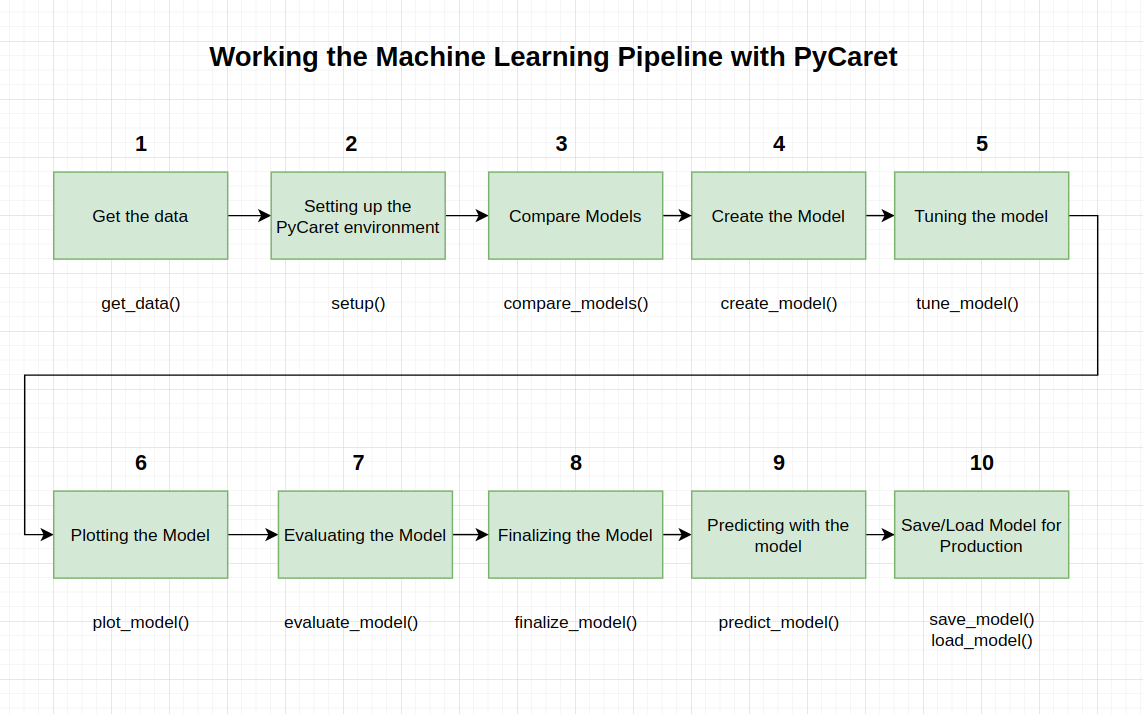 Working the Machine Learning Pipeline with PyCaret
1
2
3
4
5
Get the data
Setting up the
PyCaret environment
Compare Models
Create the Model
Tuning the model
get_data()
setup()
compare_models()
create_model()
tune_model()
6
7
8
9
10
Plotting the Model
Evaluating the Model
Finalizing the Model
Predicting with the
model
Save/Load Model for
Production
plot_model()
evaluate_model()
finalize_model()
predict_model()
save_model()
load_model()